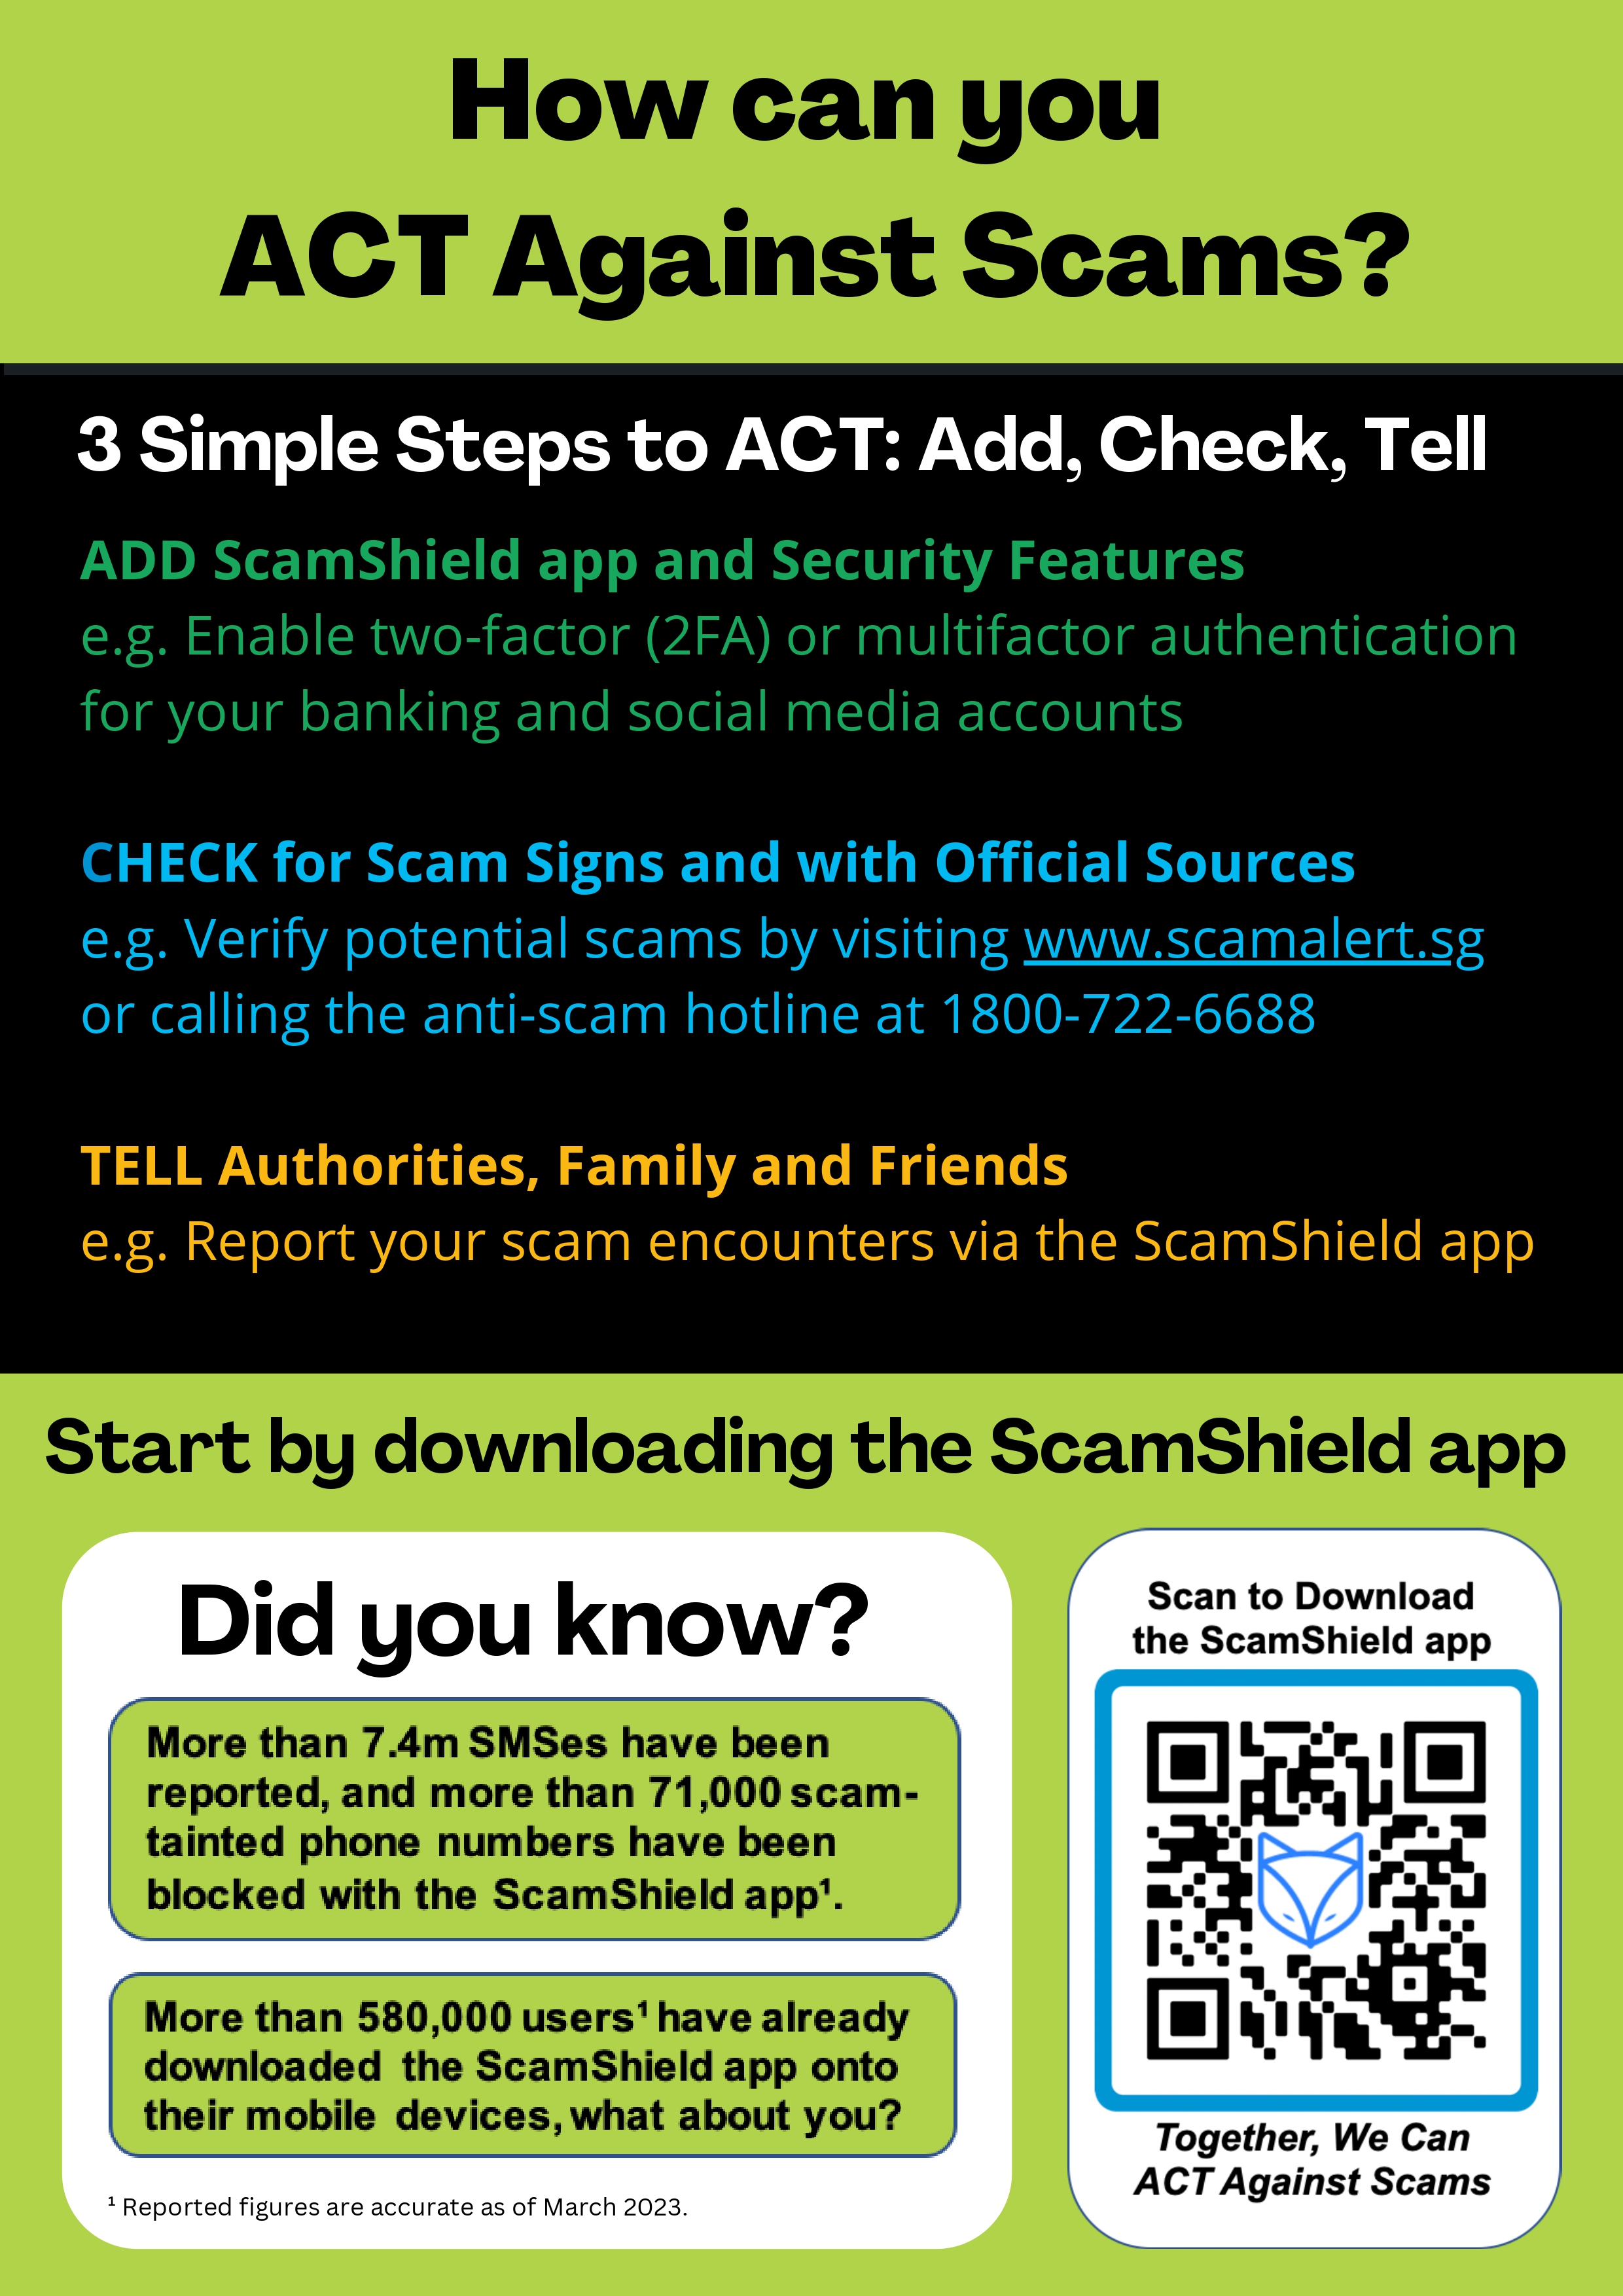 How can you
ACT Against Scams?
3 Simple Steps to ACT: Add, Check, Tell
ADD ScamShield app and Security Features
e.g. Enable two-factor (2FA) or multifactor authentication
for your banking and social media accounts
CHECK for Scam Signs and with Official Sources
e.g. Verify potential scams by visiting www.scamalert.sg
or calling the anti-scam hotline at 1800-722-6688
TELL Authorities, Family and Friends
e.g. Report your scam encounters via the ScamShield app
Start by downloading the ScamShield app
Did you know?
More than 7.4m SMSes have been
reported, and more than 71,000 scam-
tainted phone numbers have been
blocked with the ScamShield app¹.
More than 580,000 users¹ have already
downloaded the ScamShield app onto
their mobile devices, what about you?
¹ Reported figures are accurate as of March 2023.
Scan to Download
the ScamShield app
Together, We Can
ACT Against Scams